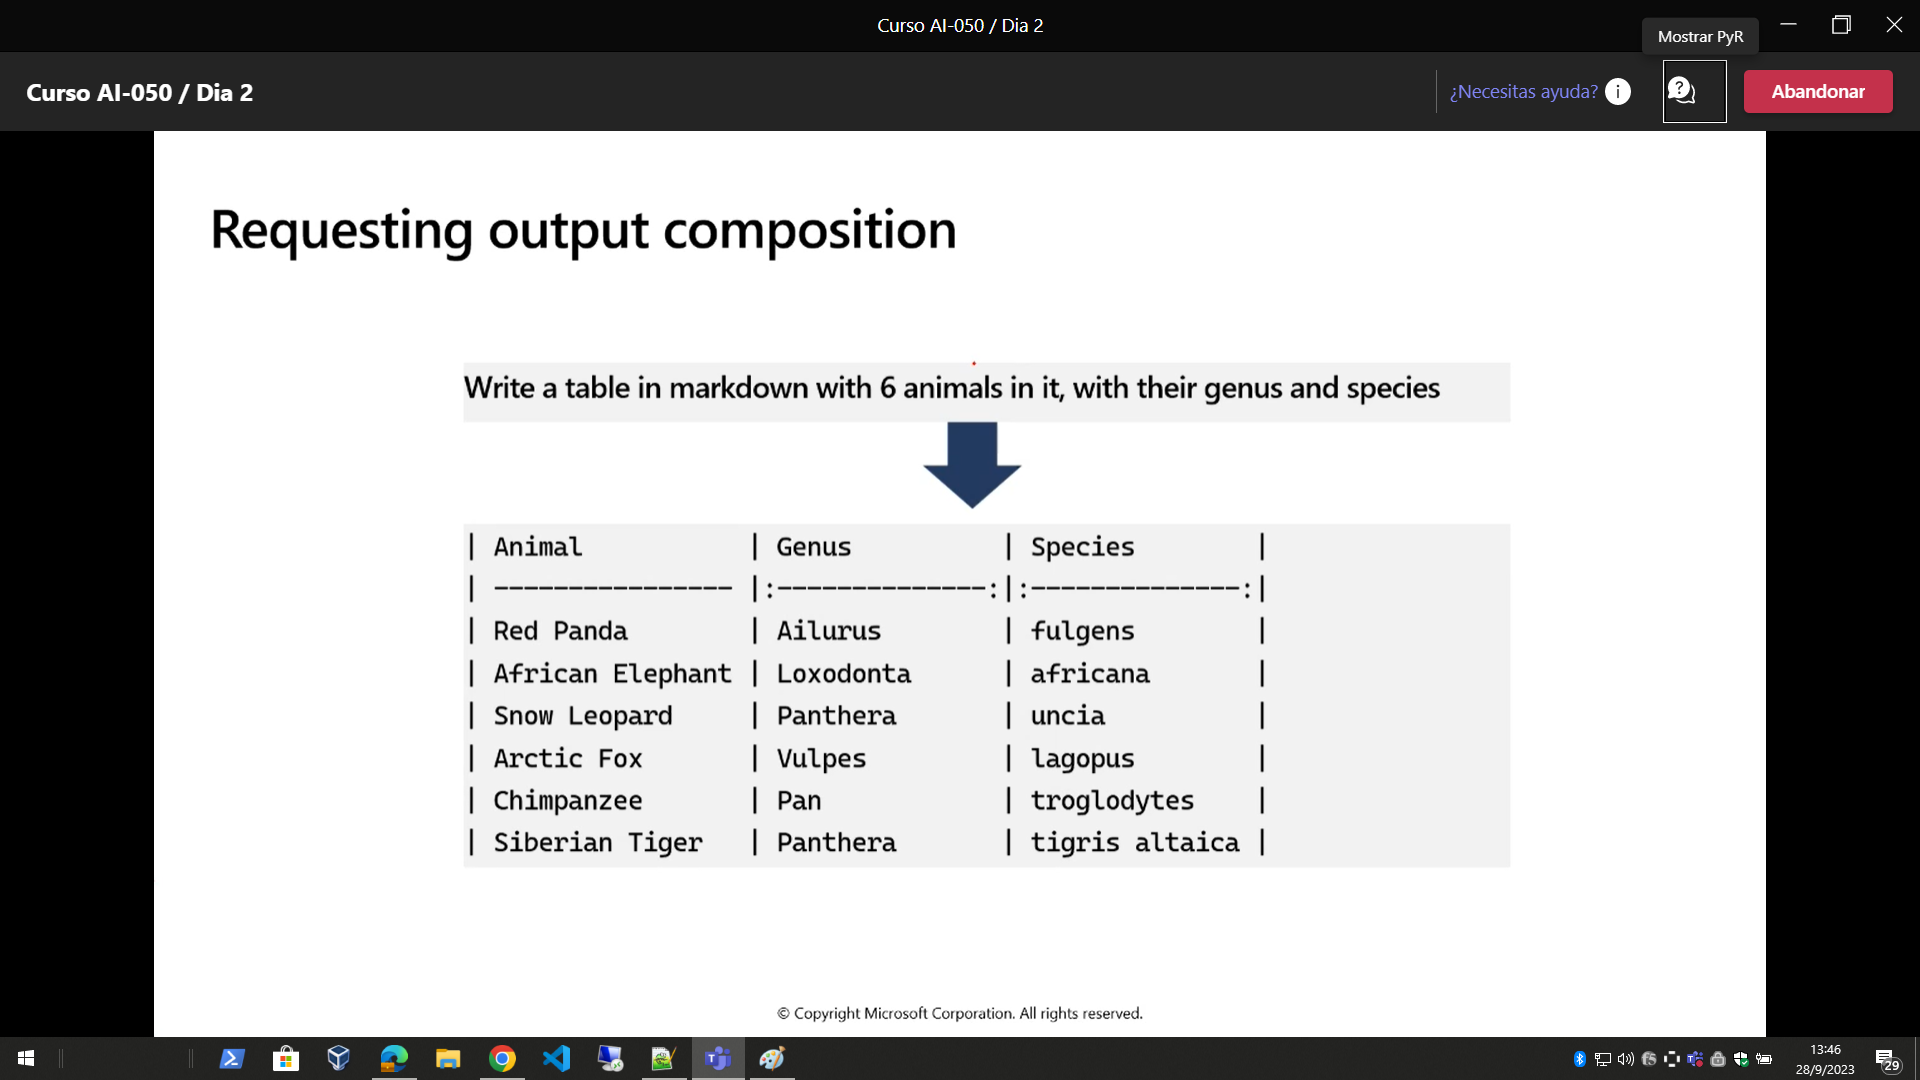 Curso AI-050 / Dia 2
Mostrar PyR
Curso AI-050 / Dia 2
¿Necesitas ayuda?
Abandonar
Requesting output composition
Write a table in markdown with 6 animals in it, with their genus and species
| Animal           | Genus          | Species        |
| ---------------- |:--------------:|:--------------:|
| Red Panda        | Ailurus        | fulgens        |
| African Elephant | Loxodonta      | africana       |
| Snow Leopard     | Panthera       | uncia          |
| Arctic Fox       | Vulpes         | lagopus        |
| Chimpanzee       | Pan            | troglodytes    |
| Siberian Tiger   | Panthera       | tigris altaica |
© Copyright Microsoft Corporation. All rights reserved.
13:46
28/9/2023
29